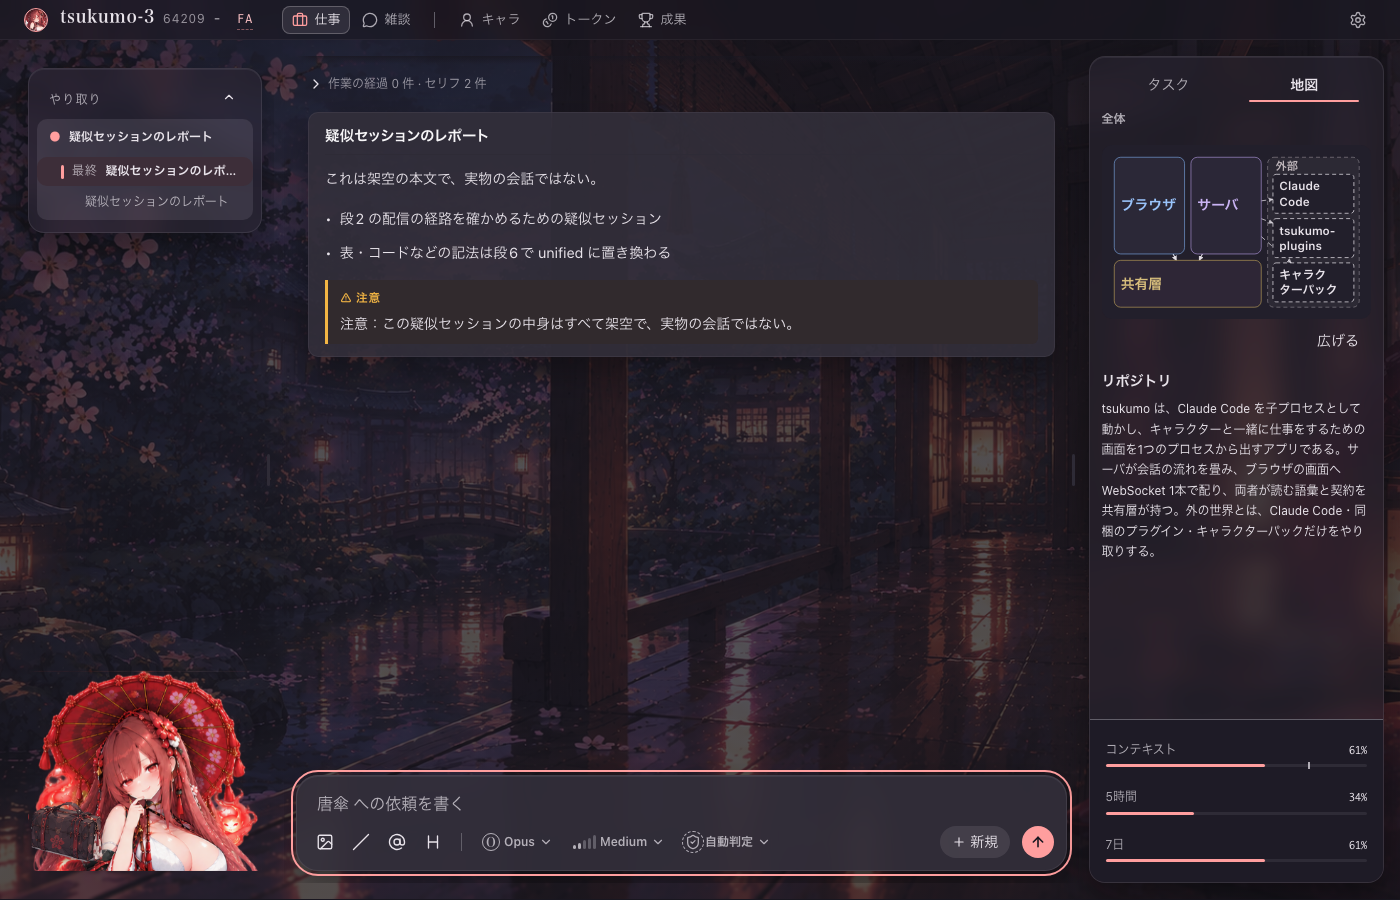 tsukumo-3 64209 - FA 仕事 雑談 キャラ トークン 成果
やり取り
疑似セッションのレポート
最終 疑似セッションのレポ...
疑似セッションのレポート
作業の経過 0 件 · セリフ 2 件
疑似セッションのレポート
これは架空の本文で、実物の会話ではない。
• 段2 の配信の経路を確かめるための疑似セッション
• 表・コードなどの記法は段6で unified に置き換わる
注意
注意：この疑似セッションの中身はすべて架空で、実物の会話ではない。
唐傘 への依頼を書く
Opus Medium 自動判定 + 新規
タスク 地図
全体
ブラウザ
サーバ
共有層
外部
Claude
Code
tsukumo-
plugins
キャラク
ターパック
広げる
リポジトリ
tsukumo は、Claude Code を子プロセスとして
動かし、キャラクターと一緒に仕事をするための
画面を1つのプロセスから出すアプリである。サ
ーバが会話の流れを畳み、ブラウザの画面へ
WebSocket 1本で配り、両者が読む語彙と契約を
共有層が持つ。外の世界とは、Claude Code・同
梱のプラグイン・キャラクターパックだけをやり
取りする。
コンテキスト 61%
5時間 34%
7日 61%